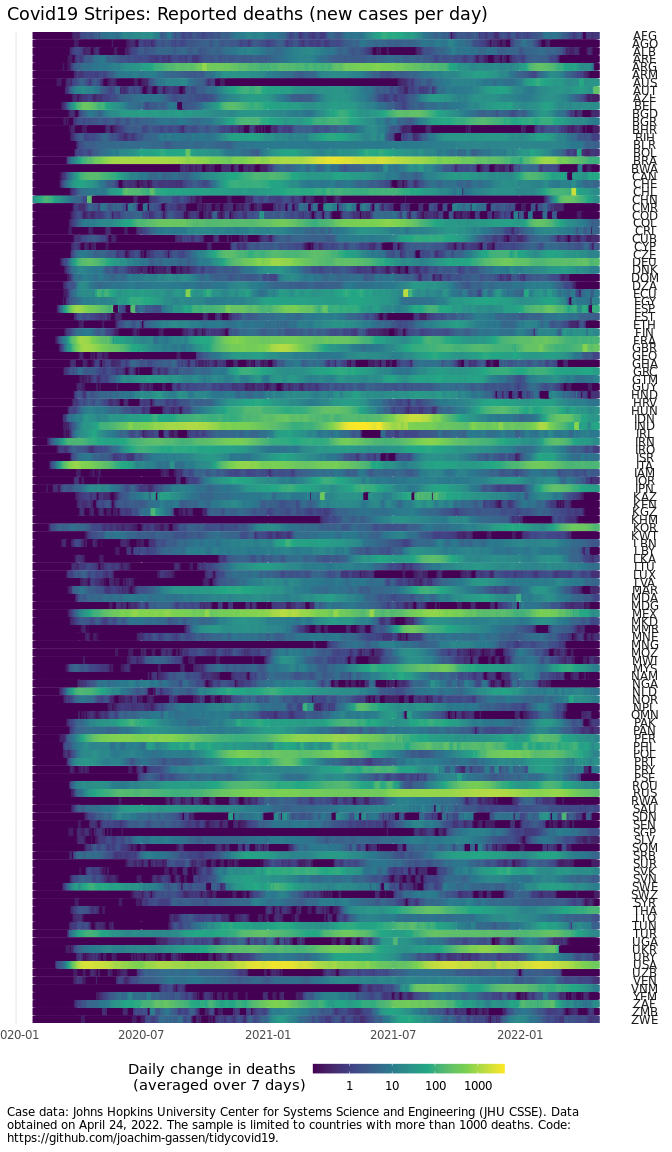 Covid19 Stripes: Reported deaths (new cases per day)
AFG
AGO
ALB
ARE
ARG
ARM
AUS
AUT
AZE
BEL
BGD
BGR
BHR
BIH
BLR
BOL
BRA
BWA
CAN
CHE
CHL
CHN
CMR
COD
COL
CRI
CUB
CYP
CZE
DEU
DNK
DOM
DZA
ECU
EGY
ESP
EST
ETH
FIN
FRA
GBR
GEO
GHA
GRC
GTM
GUY
HND
HRV
HUN
IDN
IND
IRL
IRN
IRQ
ISR
ITA
JAM
JOR
JPN
KAZ
KEN
KGZ
KHM
KOR
KWT
LBN
LBY
LKA
LTU
LUX
LVA
MAR
MDA
MDG
MEX
MKD
MMR
MNE
MNG
MOZ
MWI
MYS
NAM
NGA
NLD
NOR
NPL
OMN
PAK
PAN
PER
PHL
POL
PRT
PRY
PSE
ROU
RUS
RWA
SAU
SDN
SEN
SGP
SLV
SOM
SRB
SUR
SVK
SVN
SWE
SWZ
SYR
THA
TTO
TUN
TUR
UGA
UKR
URY
USA
UZB
VEN
VNM
YEM
ZAF
ZMB
ZWE
020-01 2020-07 2021-01 2021-07 2022-01
Daily change in deaths
(averaged over 7 days)
1 10 100 1000
Case data: Johns Hopkins University Center for Systems Science and Engineering (JHU CSSE). Data
obtained on April 24, 2022. The sample is limited to countries with more than 1000 deaths. Code:
https://github.com/joachim-gassen/tidycovid19.